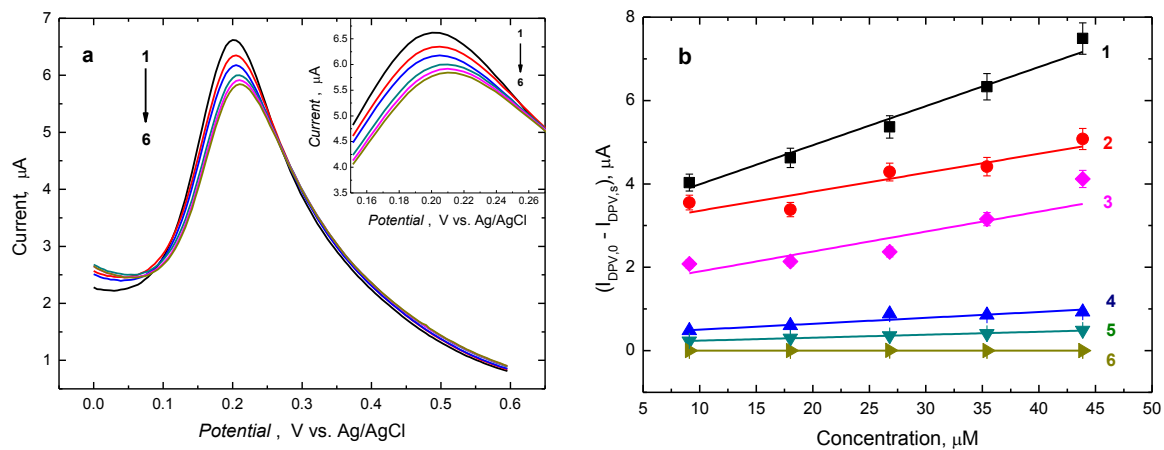 a
1
6
7
6
5
4
3
2
1
Current, μA
0.0 0.1 0.2 0.3 0.4 0.5 0.6
Potential , V vs. Ag/AgCl
6.5
6.0
5.5
5.0
4.5
4.0
3.5
Current , μA
1
6
0.16 0.18 0.20 0.22 0.24 0.26
Potential , V vs. Ag/AgCl
b
8
6
4
2
0
(I DPV,0 - I DPV,s), μA
1
2
3
4
5
6
5 10 15 20 25 30 35 40 45 50
Concentration, μM